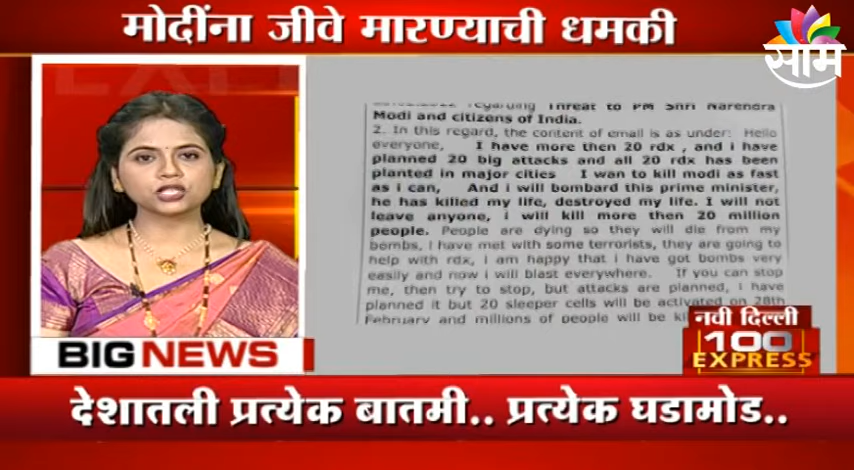 मोदींना जीवे मारण्याची धमकी
साम
regarding Threat to PM Shri Narendra
Modi and citizens of India.
2. In this regard, the content of email is as under: Hello
everyone, I have more then 20 rdx , and i have
planned 20 big attacks and all 20 rdx has been
planted in major cities I wan to kill modi as fast
as i can, And i will bombard this prime minister,
he has killed my life, destroyed my life. I will not
leave anyone, i will kill more then 20 million
people. People are dying so they will die from my
bombs, i have met with some terrorists, they are going to
help with rdx, i am happy that i have got bombs very
easily and now i will blast everywhere. If you can stop
me, then try to stop, but attacks are planned, i have
planned it but 20 sleeper cells will be activated on 28th
February and millions of people will be
BIG NEWS
नवी दिल्ली
100
EXPRESS
देशातली प्रत्येक बातमी.. प्रत्येक घडामोड..